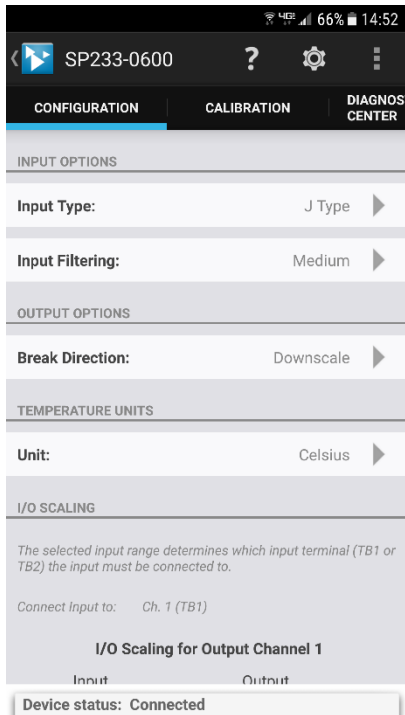 4G 66% 14:52
SP233-0600 ?
CONFIGURATION CALIBRATION DIAGNOS
CENTER
INPUT OPTIONS
Input Type: J Type
Input Filtering: Medium
OUTPUT OPTIONS
Break Direction: Downscale
TEMPERATURE UNITS
Unit: Celsius
I/O SCALING
The selected input range determines which input terminal (TB1 or
TB2) the input must be connected to.
Connect Input to: Ch. 1 (TB1)
I/O Scaling for Output Channel 1
Input Output
Device status: Connected